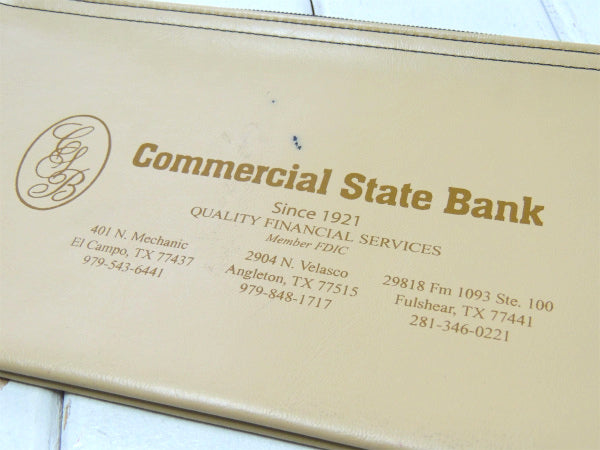 CSB
Commercial State Bank
Since 1921
QUALITY FINANCIAL SERVICES
Member FDIC
401 N. Mechanic
El Campo, TX 77437
979-543-6441
2904 N. Velasco
Angleton, TX 77515
979-848-1717
29818 Fm 1093 Ste. 100
Fulshear, TX 77441
281-346-0221